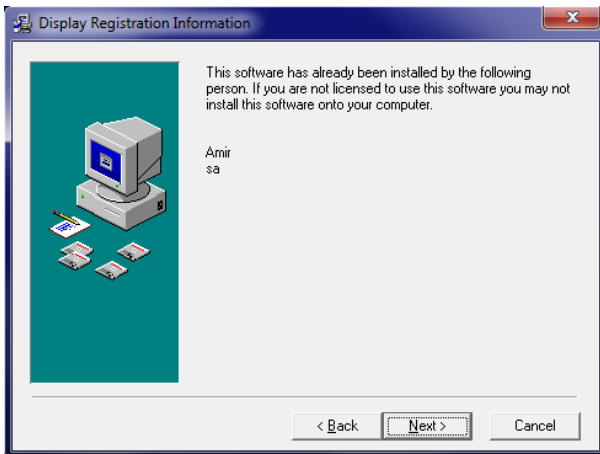 Display Registration Information
This software has already been installed by the following
person. If you are not licensed to use this software you may not
install this software onto your computer.
Amir
sa
< Back
Next >
Cancel